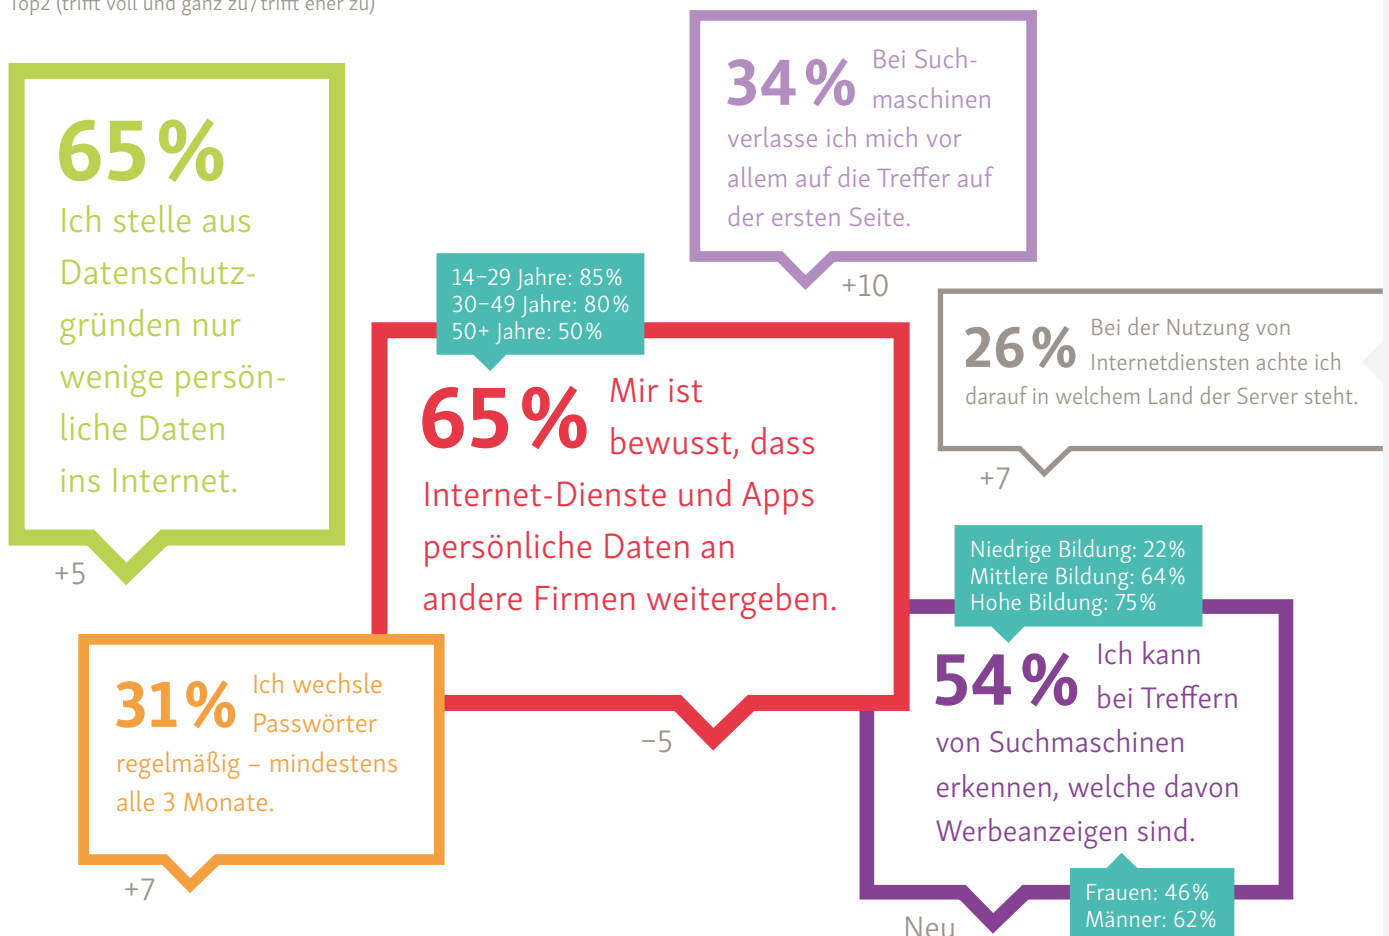 Top2 (trifft voll und ganz zu / trifft eher zu)
65 %
Ich stelle aus
Datenschutz-
gründen nur
wenige persön-
liche Daten
ins Internet.
+5
34 % Bei Such-
maschinen
verlasse ich mich vor
allem auf die Treffer auf
der ersten Seite.
+10
14–29 Jahre: 85%
30–49 Jahre: 80%
50+ Jahre: 50%
65 % Mir ist
bewusst, dass
Internet-Dienste und Apps
persönliche Daten an
andere Firmen weitergeben.
–5
26 % Bei der Nutzung von
Internetdiensten achte ich
darauf in welchem Land der Server steht.
+7
31 % Ich wechsle
Passwörter
regelmäßig – mindestens
alle 3 Monate.
+7
Niedrige Bildung: 22%
Mittlere Bildung: 64%
Hohe Bildung: 75%
54 % Ich kann
bei Treffern
von Suchmaschinen
erkennen, welche davon
Werbeanzeigen sind.
Frauen: 46%
Männer: 62%
Neu